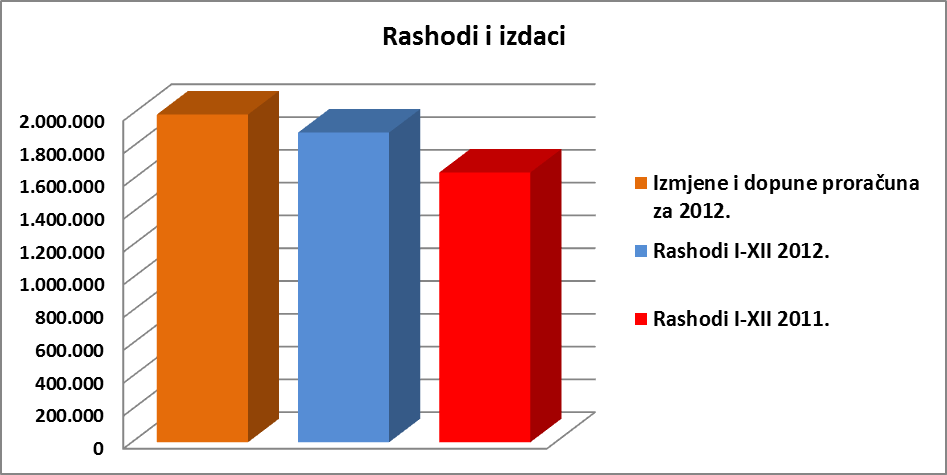 Rashodi i izdaci
2.000.000
1.800.000
1.600.000
1.400.000
1.200.000
1.000.000
800.000
600.000
400.000
200.000
0
Izmjene i dopune proračuna
za 2012.
Rashodi I-XII 2012.
Rashodi I-XII 2011.